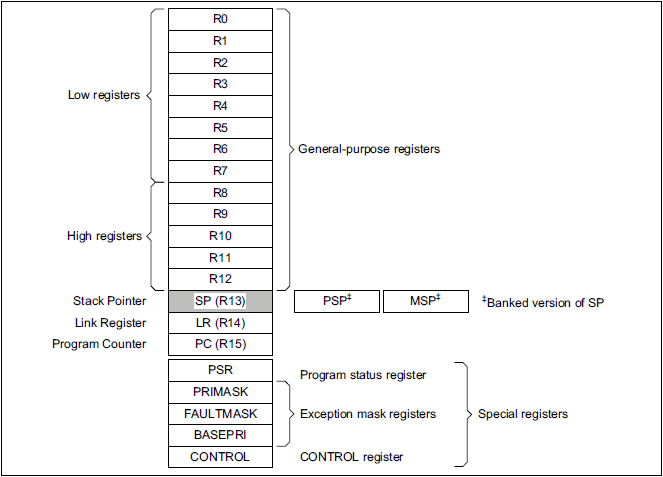 R0
R1
R2
R3
Low registers
R4
R5
General-purpose registers
R6
R7
R8
R9
High registers
R10
R11
R12
Stack Pointer SP (R13) PSP‡ MSP‡ ‡Banked version of SP
Link Register LR (R14)
Program Counter PC (R15)
PSR Program status register
PRIMASK
FAULTMASK Exception mask registers Special registers
BASEPRI
CONTROL CONTROL register